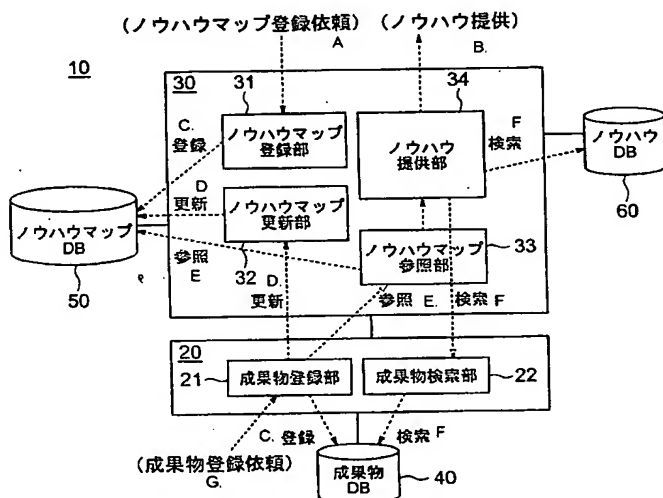 (ノウハウマップ登録依頼) (ノウハウ提供)
A
B.
10
30
31
34
C.
登録
ノウハウマップ
登録部
ノウハウ
提供部
F
検索
ノウハウ
DB
60
D
更新
ノウハウマップ
更新部
ノウハウマップ
DB
50
ノウハウマップ
参照部
33
参照
E
32
D.
更新
参照 E.
検索 F
20
21
成果物登録部
成果物検索部
22
C. 登録
検索 F
(成果物登録依頼)
G.
成果物
DB
40